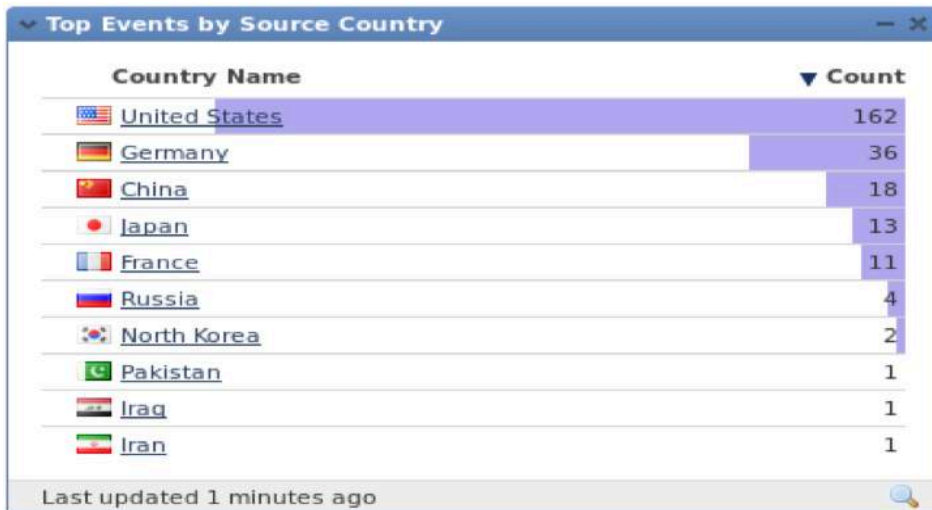 Top Events by Source Country
Country Name Count
United States 162
Germany 36
China 18
Japan 13
France 11
Russia 4
North Korea 2
Pakistan 1
Iraq 1
Iran 1
Last updated 1 minutes ago